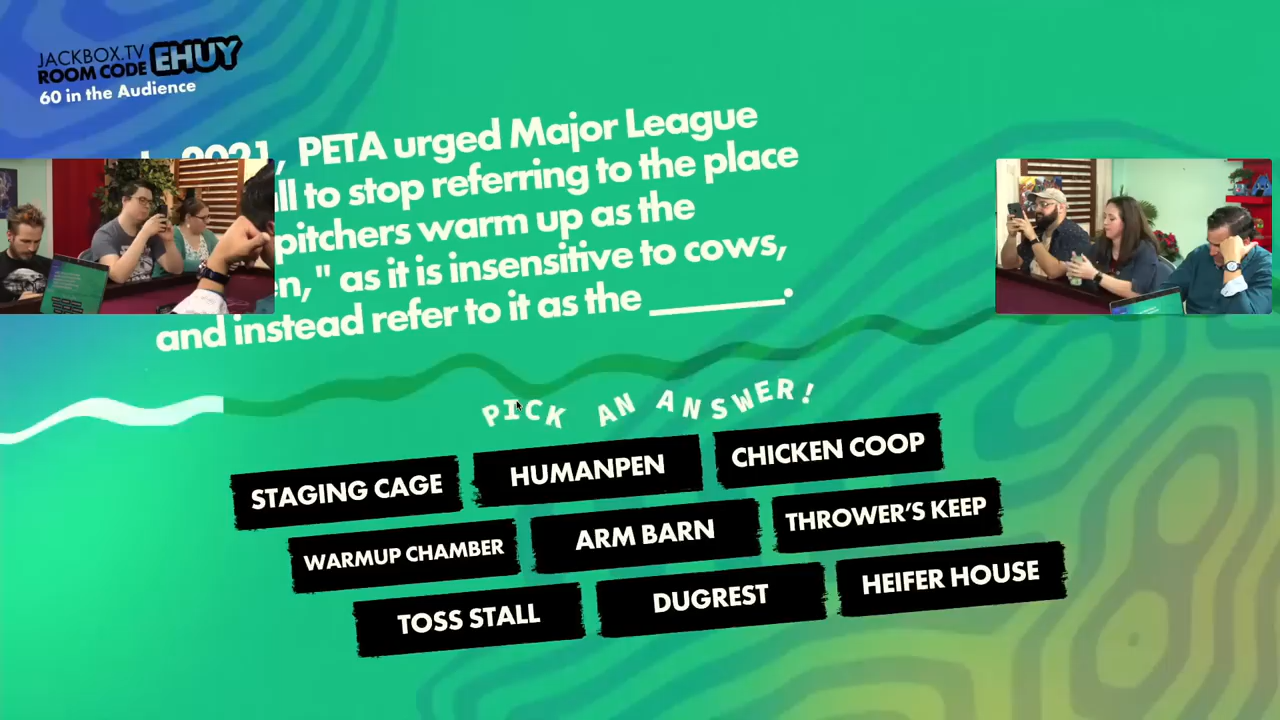 JACKBOX.TV
ROOM CODE EHUY
60 in the Audience
2021, PETA urged Major League
to stop referring to the place
pitchers warm up as the
" as it is insensitive to cows,
and instead refer to it as the _______.
PICK AN ANSWER!
STAGING CAGE
HUMANPEN
CHICKEN COOP
WARMUP CHAMBER
ARM BARN
THROWER'S KEEP
TOSS STALL
DUGREST
HEIFER HOUSE